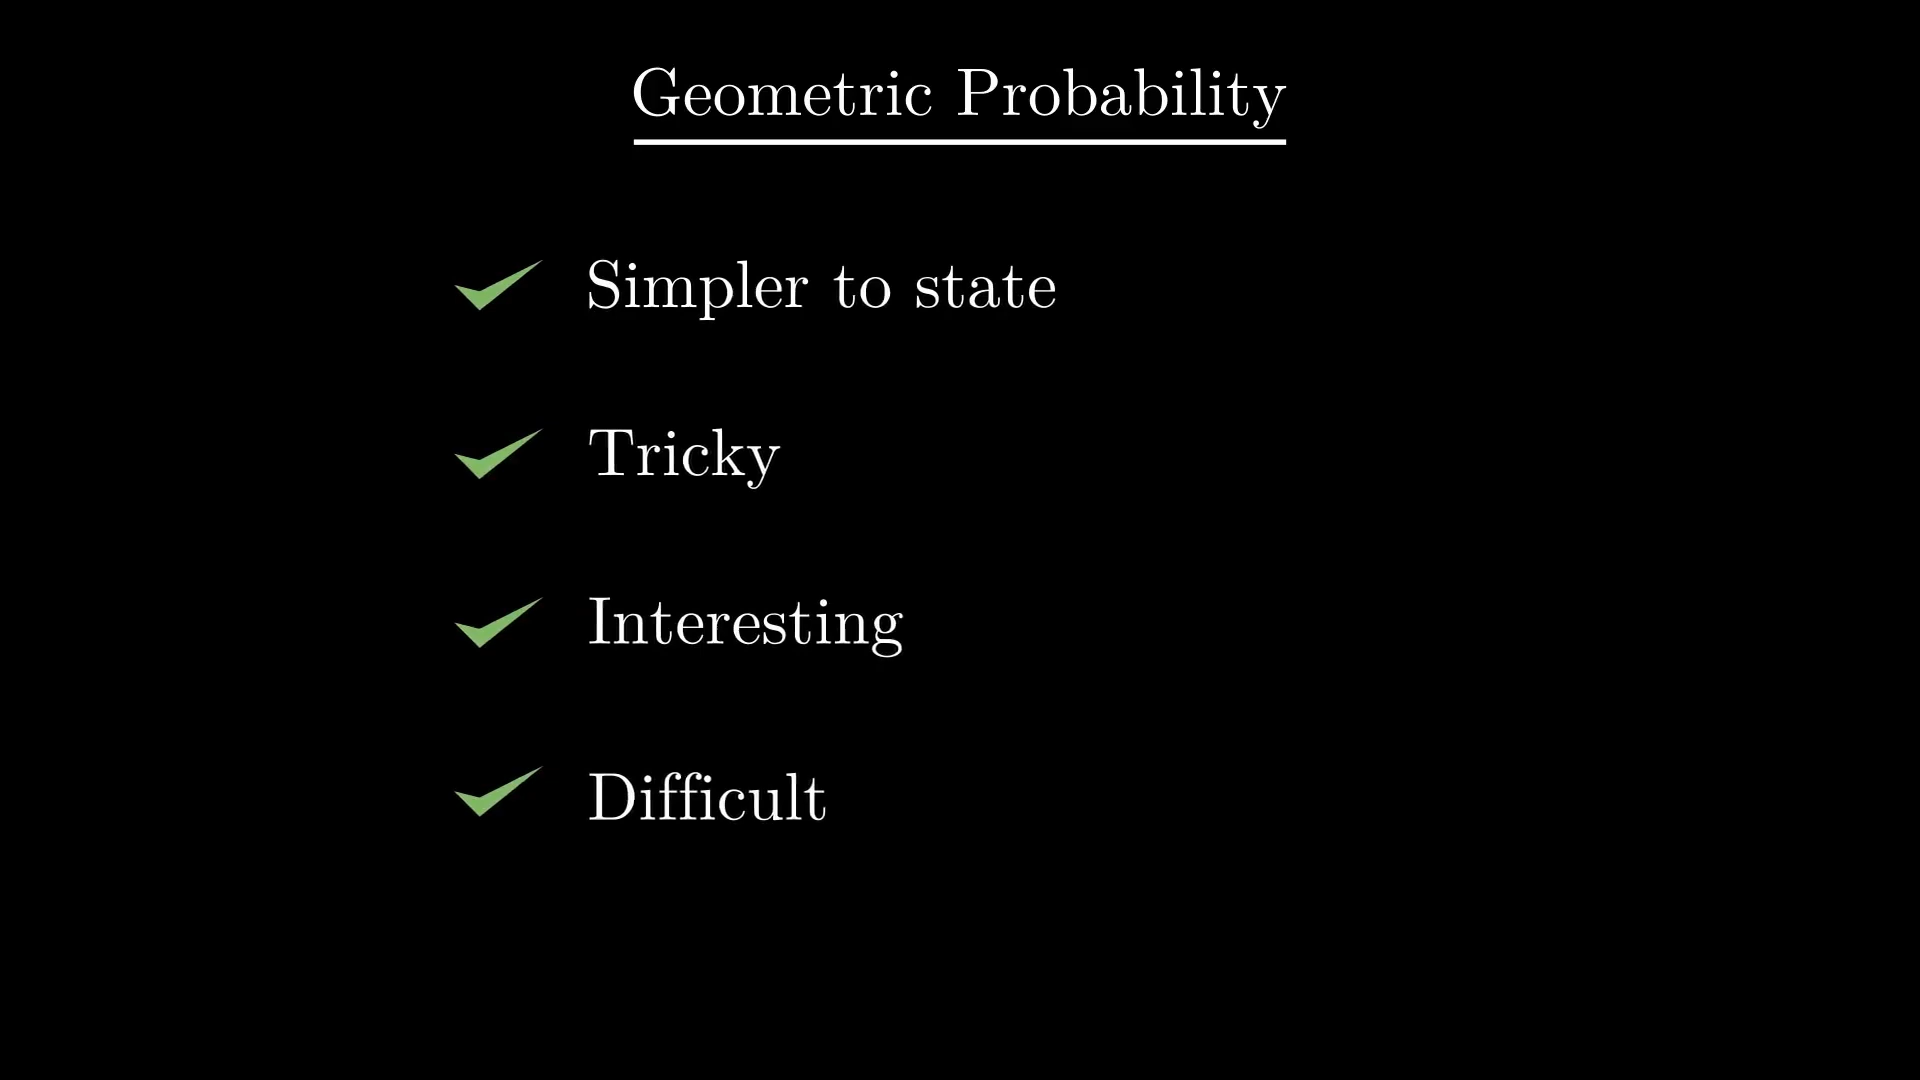 Geometric Probability
Simpler to state
Tricky
Interesting
Difficult